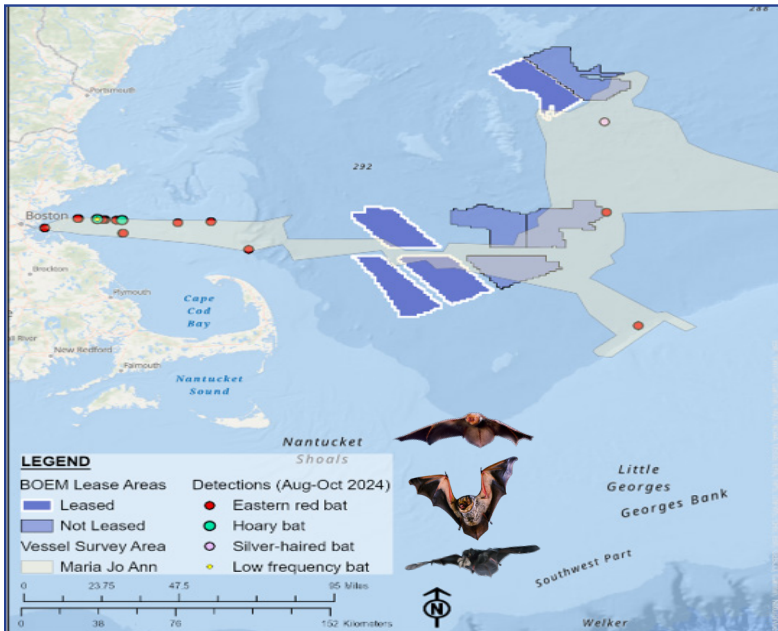 288
Portsmouth
292
Boston
Brockton
Plymouth
Cape
Cod
Bay
New Bedford
Falmouth
Nantucket
Sound
Nantucket
Shoals
Little
Georges
Georges Bank
Southwest Part
Welker
LEGEND
BOEM Lease Areas
Leased
Not Leased
Vessel Survey Area
Maria Jo Ann
Detections (Aug-Oct 2024)
Eastern red bat
Hoary bat
Silver-haired bat
Low frequency bat
0 23.75 47.5 95 Miles
0 38 76 152 Kilometers
N